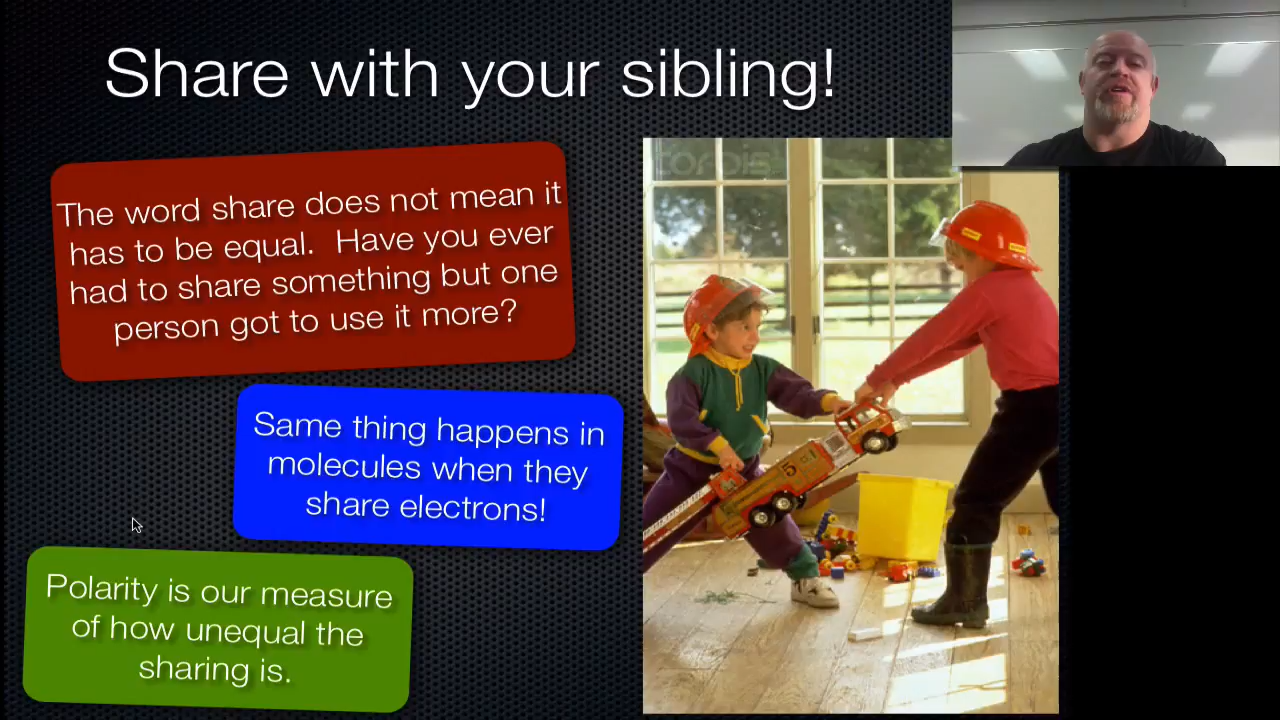 Share with your sibling!
The word share does not mean it
has to be equal.  Have you ever
had to share something but one
person got to use it more?
Same thing happens in
molecules when they
share electrons!
Polarity is our measure
of how unequal the
sharing is.
5